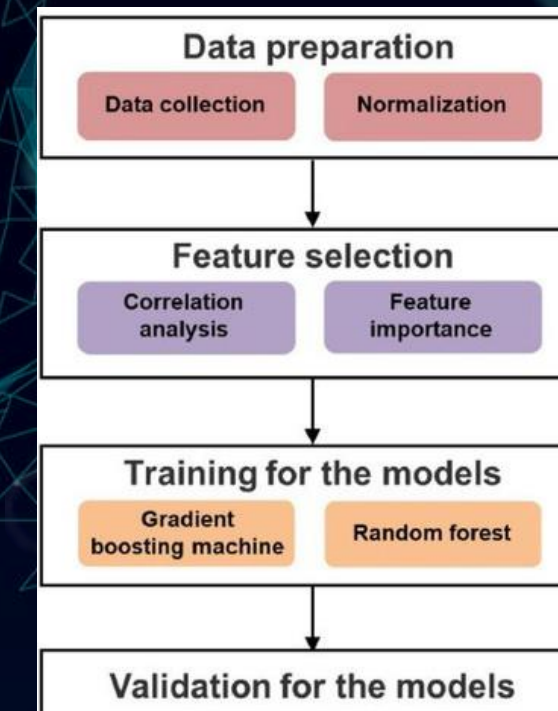 Data preparation
Data collection
Normalization
Feature selection
Correlation
analysis
Feature
importance
Training for the models
Gradient
boosting machine
Random forest
Validation for the models